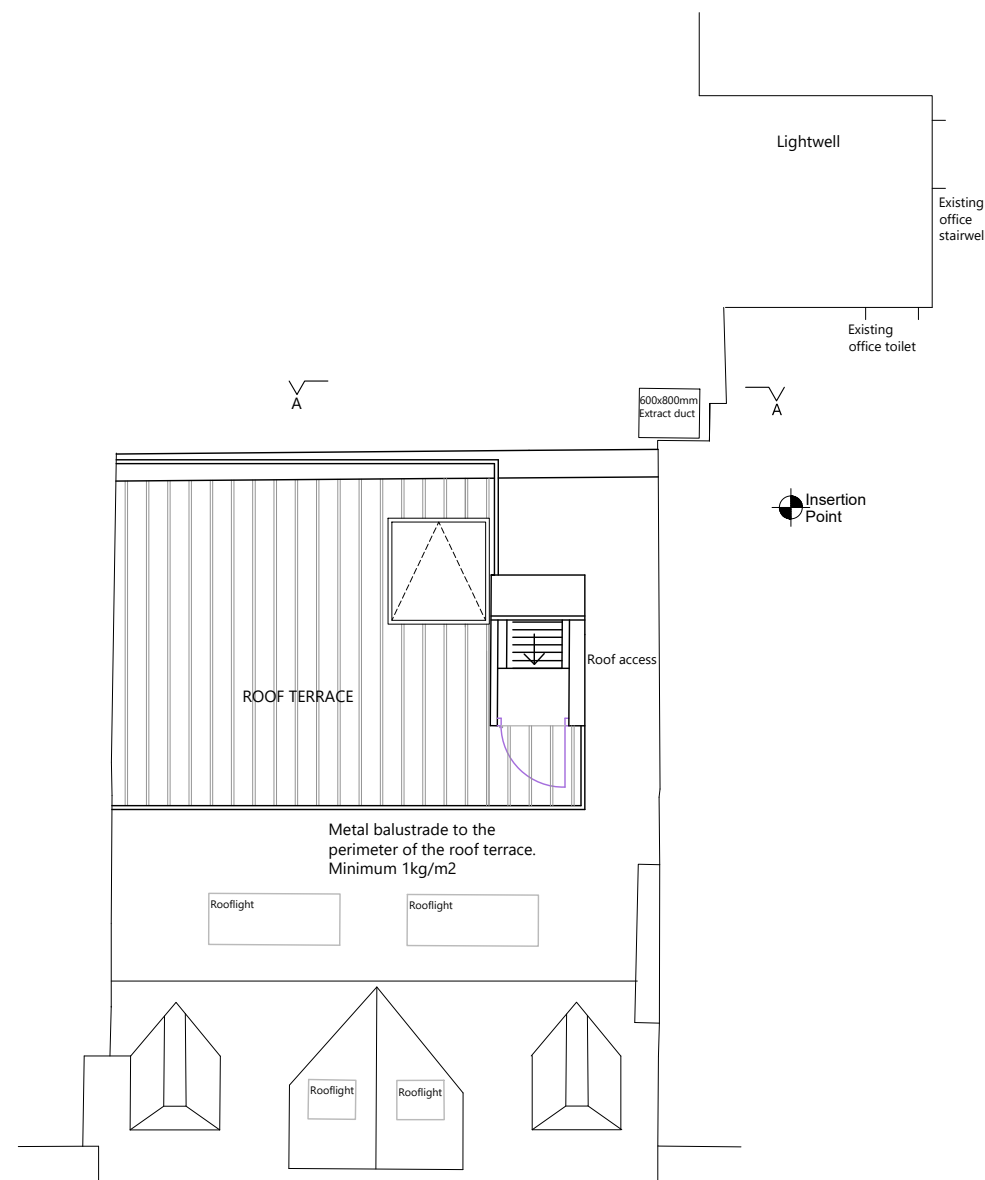 Lightwell
Existing
office
stairwel
Existing
office toilet
A
600x800mm
Extract duct
A
Insertion
Point
Roof access
ROOF TERRACE
Metal balustrade to the
perimeter of the roof terrace.
Minimum 1kg/m2
Rooflight
Rooflight
Rooflight
Rooflight